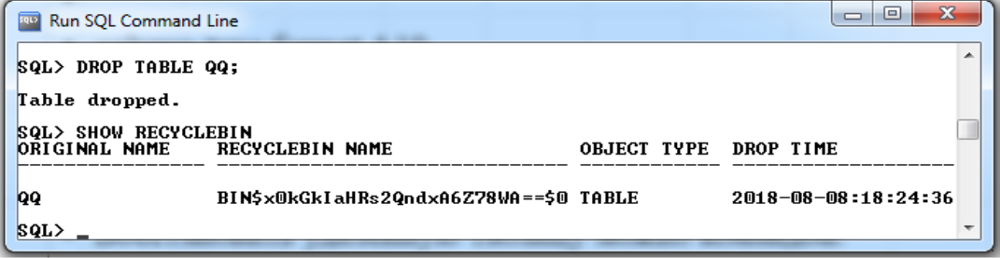 Run SQL Command Line
SQL> DROP TABLE QQ;
Table dropped.
SQL> SHOW RECYCLEBIN
ORIGINAL NAME    RECYCLEBIN NAME                OBJECT TYPE  DROP TIME
---------------- ------------------------------ ------------ -------------------
QQ               BIN$x0kGkIaHRs2QndxA6Z78WA==$0 TABLE        2018-08-08:18:24:36
SQL> _